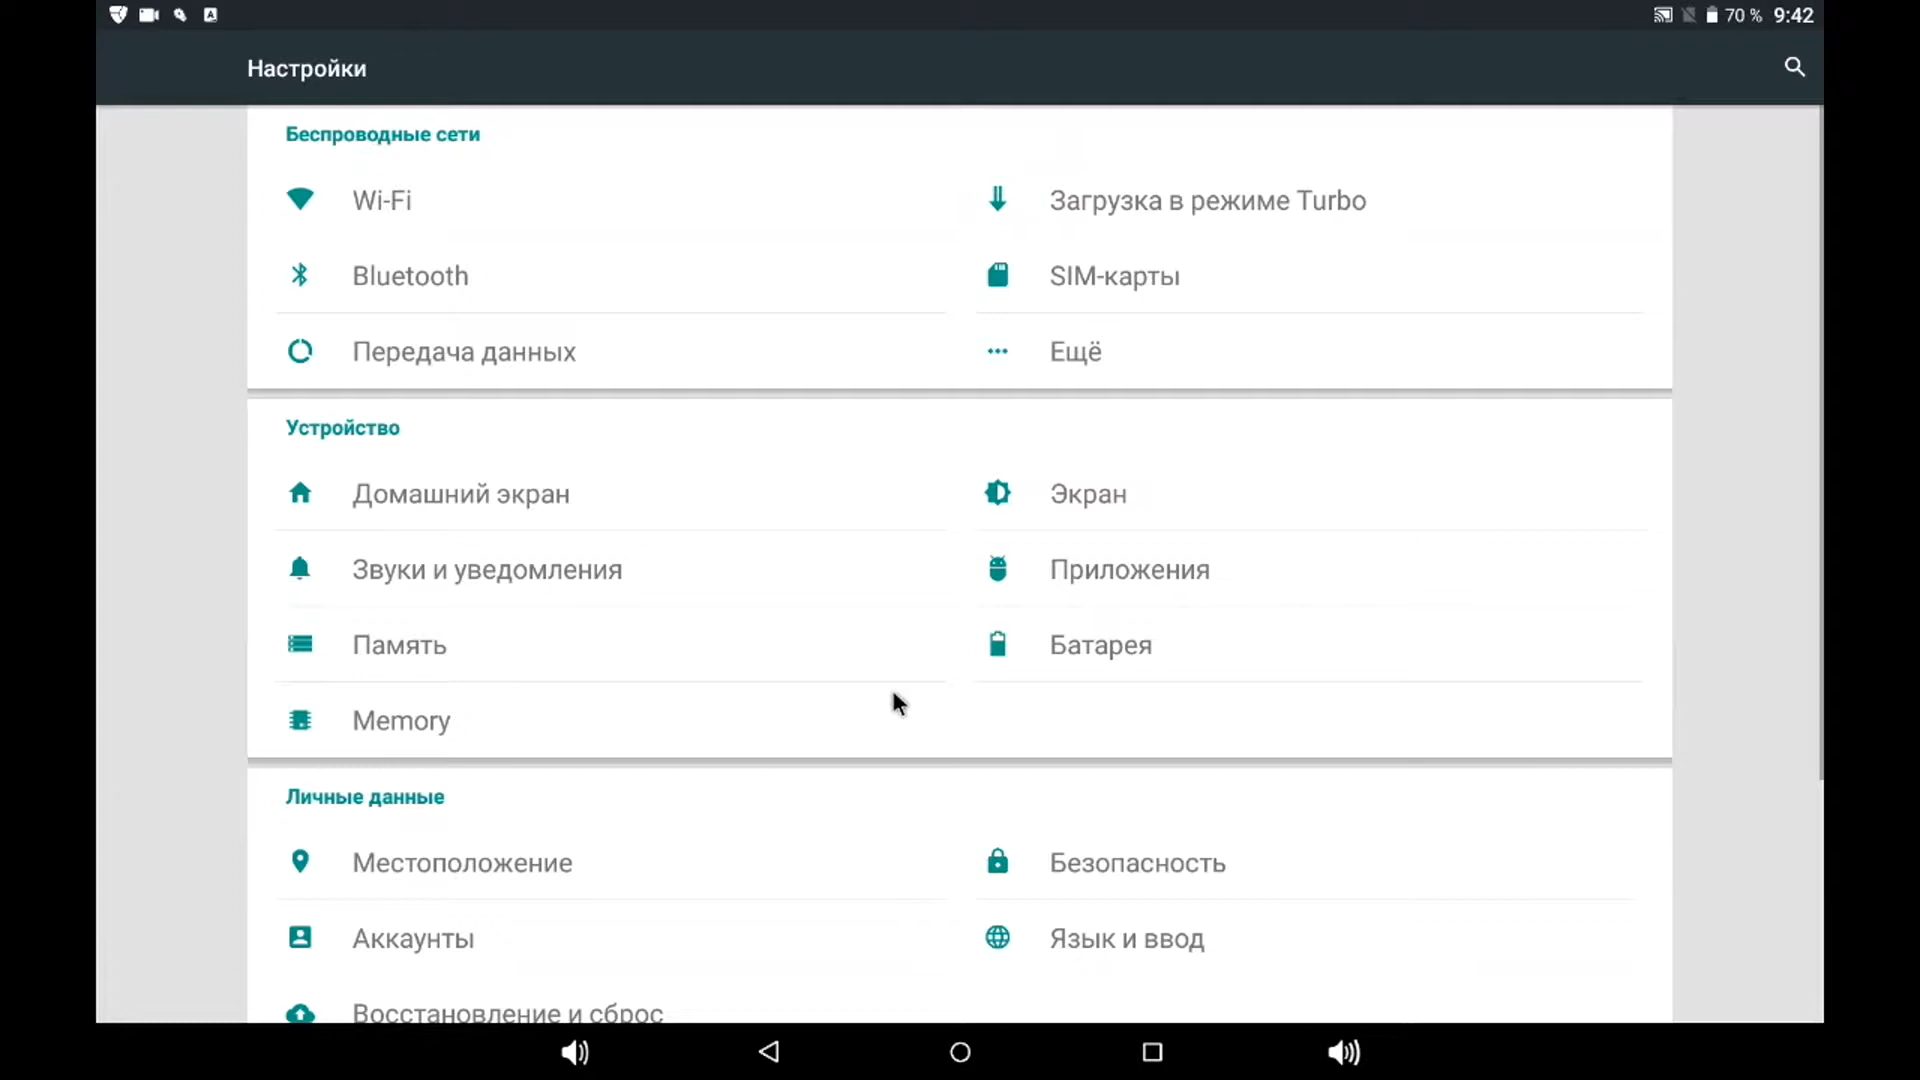 70 % 9:42
Настройки
Беспроводные сети
Wi-Fi Загрузка в режиме Turbo
Bluetooth SIM-карты
Передача данных Ещё
Устройство
Домашний экран Экран
Звуки и уведомления Приложения
Память Батарея
Memory
Личные данные
Местоположение Безопасность
Аккаунты Язык и ввод
Восстановление и сброс